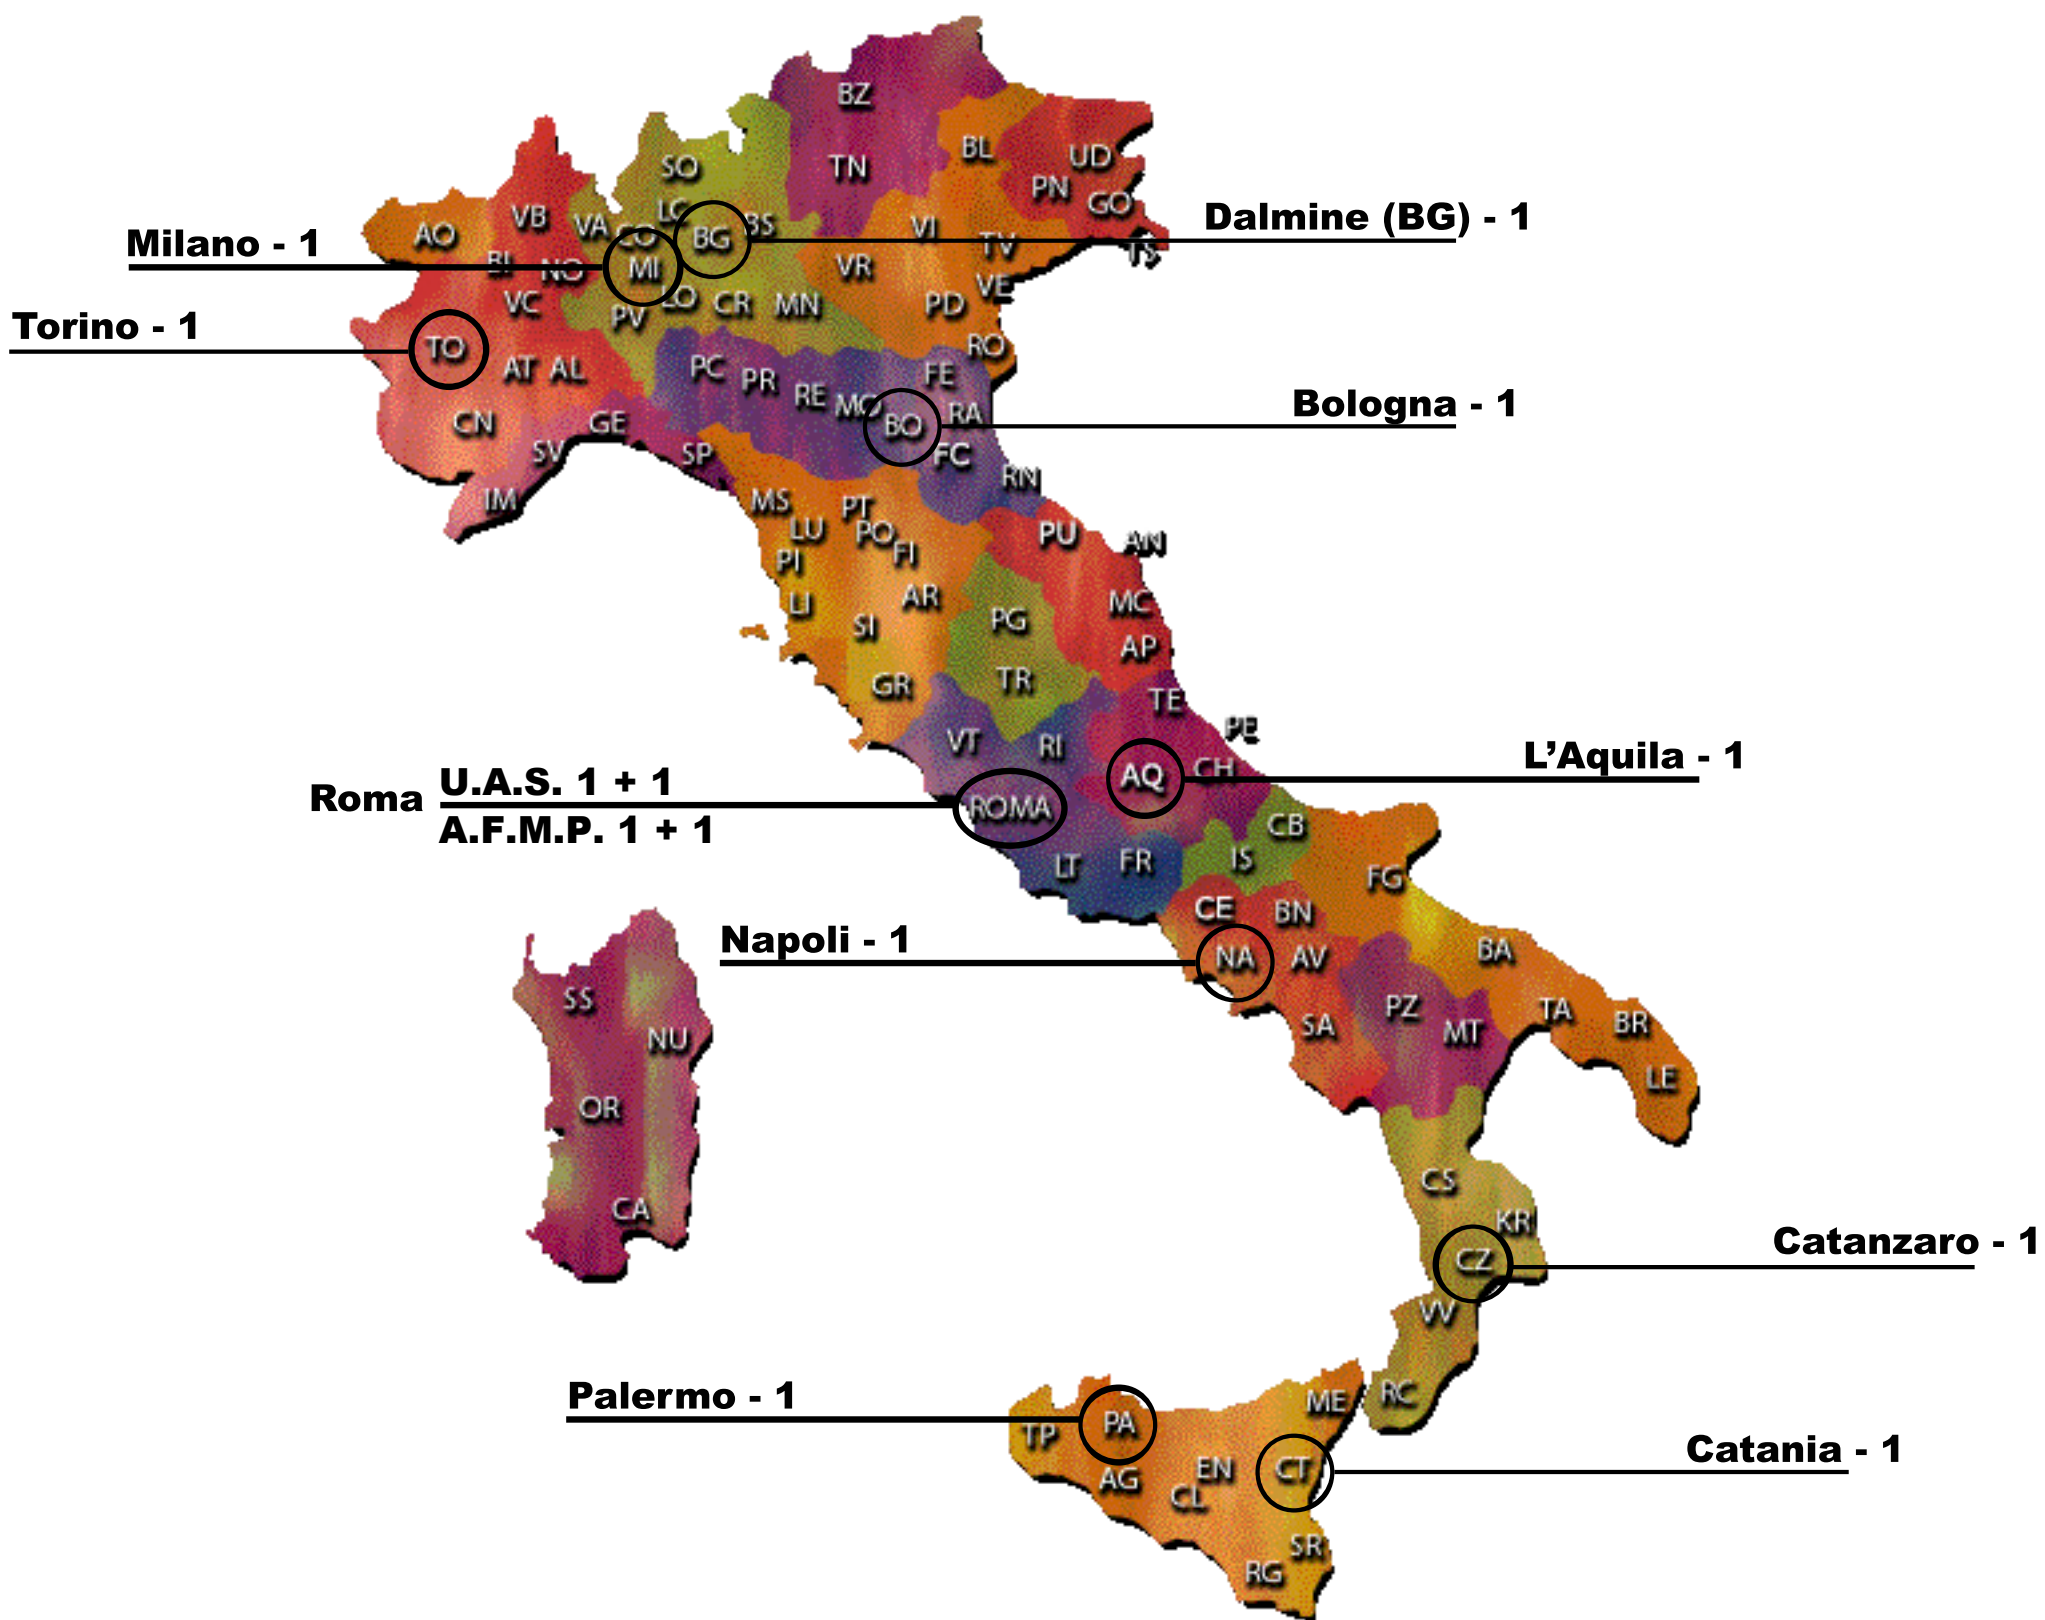 BZ
BL
UD
SO
TN
PN
GO
LC
VB
VA
CO
BG
BS
VI
Dalmine (BG) - 1
Milano - 1
AO
TV
TS
BI
NO
MI
VR
VE
VC
LO
CR
MN
PD
PV
Torino - 1
TO
RO
AT
AL
PC
PR
RE
MO
FE
BO
RA
Bologna - 1
CN
GE
SV
SP
FC
RN
IM
MS
PT
LU
PO
PU
AN
PI
FI
LI
AR
MC
SI
PG
AP
GR
TR
TE
VT
RI
PE
L’Aquila - 1
AQ
CH
Roma
U.A.S. 1 + 1
A.F.M.P. 1 + 1
ROMA
CB
LT
FR
IS
FG
CE
BN
Napoli - 1
NA
AV
BA
SS
PZ
TA
NU
SA
MT
BR
LE
OR
CS
CA
KR
Catanzaro - 1
CZ
VV
Palermo - 1
PA
ME
RC
TP
Catania - 1
AG
EN
CT
CL
SR
RG